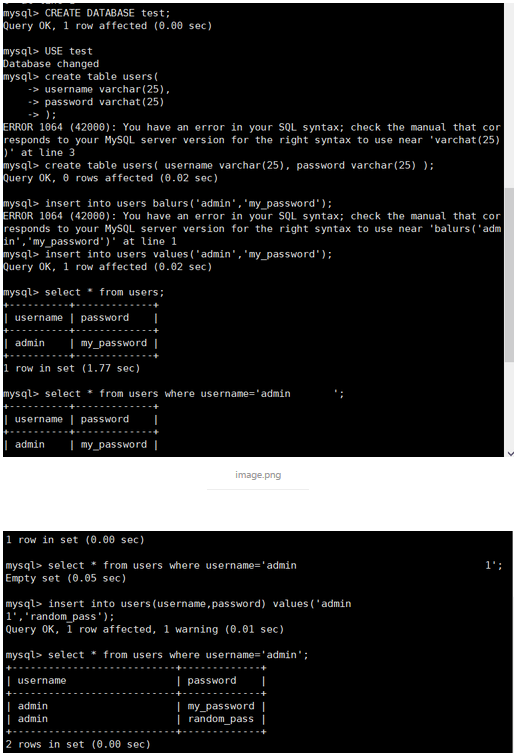 mysql> CREATE DATABASE test;
Query OK, 1 row affected (0.00 sec)
mysql> USE test
Database changed
mysql> create table users(
    -> username varchar(25),
    -> password varchat(25)
    -> );
ERROR 1064 (42000): You have an error in your SQL syntax; check the manual that cor
responds to your MySQL server version for the right syntax to use near 'varchat(25)
)' at line 3
mysql> create table users( username varchar(25), password varchar(25) );
Query OK, 0 rows affected (0.02 sec)
mysql> insert into users balurs('admin','my_password');
ERROR 1064 (42000): You have an error in your SQL syntax; check the manual that cor
responds to your MySQL server version for the right syntax to use near 'balurs('adm
in','my_password')' at line 1
mysql> insert into users values('admin','my_password');
Query OK, 1 row affected (0.02 sec)
mysql> select * from users;
+----------+-------------+
| username | password    |
+----------+-------------+
| admin    | my_password |
+----------+-------------+
1 row in set (1.77 sec)
mysql> select * from users where username='admin       ';
+----------+-------------+
| username | password    |
+----------+-------------+
| admin    | my_password |
image.png
1 row in set (0.00 sec)
mysql> select * from users where username='admin                               1';
Empty set (0.05 sec)
mysql> insert into users(username,password) values('admin
1','random_pass');
Query OK, 1 row affected, 1 warning (0.01 sec)
mysql> select * from users where username='admin';
+---------------------------+-------------+
| username                  | password    |
+---------------------------+-------------+
| admin                     | my_password |
| admin                     | random_pass |
+---------------------------+-------------+
2 rows in set (0.00 sec)